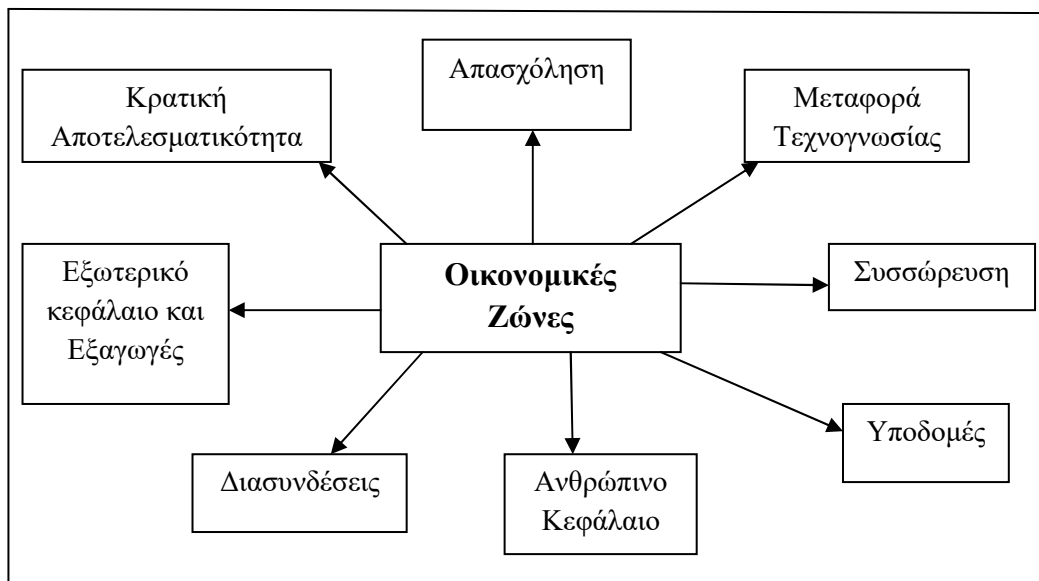 Απασχόληση
Κρατική
Αποτελεσματικότητα
Μεταφορά
Τεχνογνωσίας
Εξωτερικό
κεφάλαιο και
Εξαγωγές
Οικονομικές
Ζώνες
Συσσώρευση
Υποδομές
Διασυνδέσεις
Ανθρώπινο
Κεφάλαιο